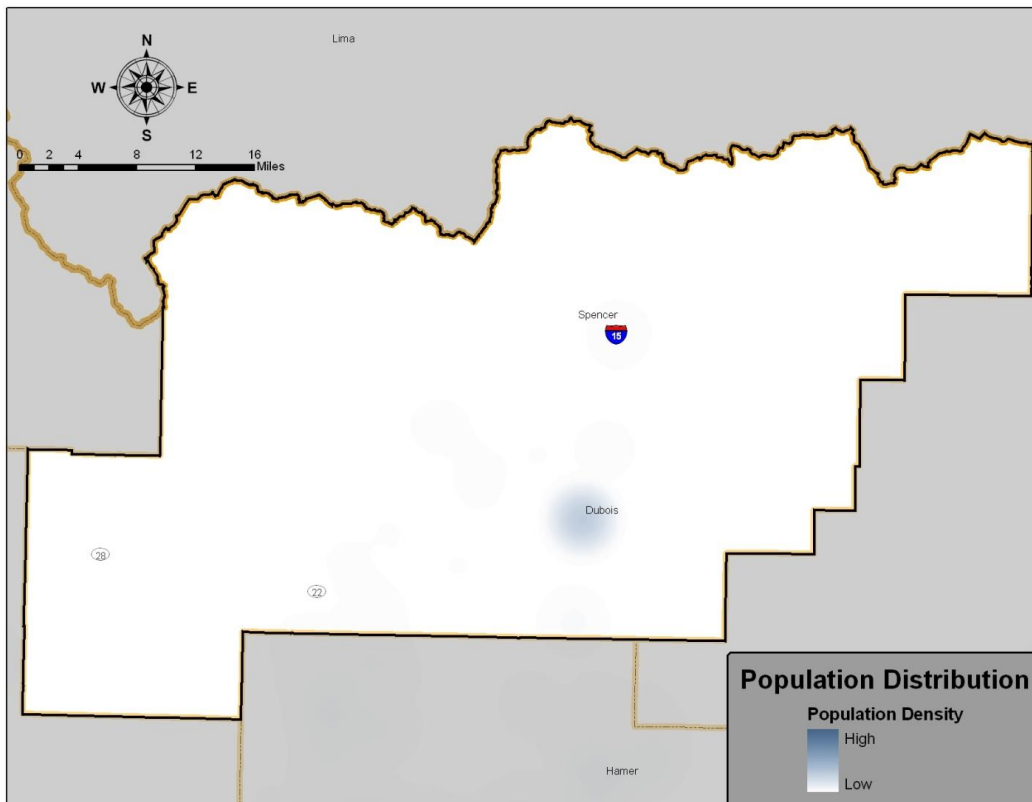 Lima
N
W E
S
0 2 4 8 12 16
Miles
Spencer
15
Dubois
28
22
Hamer
Population Distribution
Population Density
High
Low